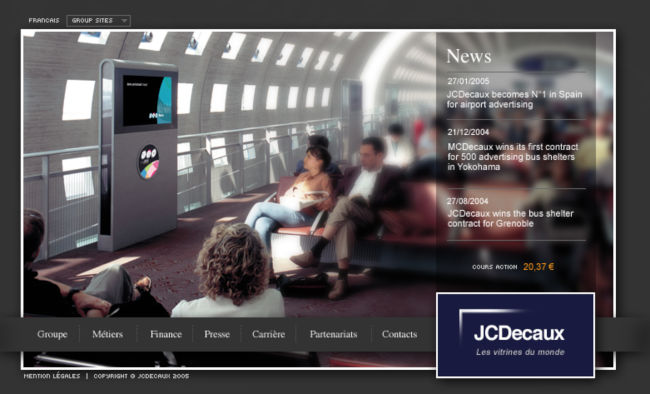 FRANCAIS
GROUP SITES
News
27/01/2005
JCDecaux becomes N°1 in Spain
for airport advertising
21/12/2004
MCDecaux wins its first contract
for 500 advertising bus shelters
in Yokohama
27/08/2004
JCDecaux wins the bus shelter
contract for Grenoble
COURS ACTION 20,37 €
Groupe
Métiers
Finance
Presse
Carrière
Partenariats
Contacts
JCDecaux
Les vitrines du monde
MENTION LÉGALES | COPYRIGHT © JCDECAUX 2005